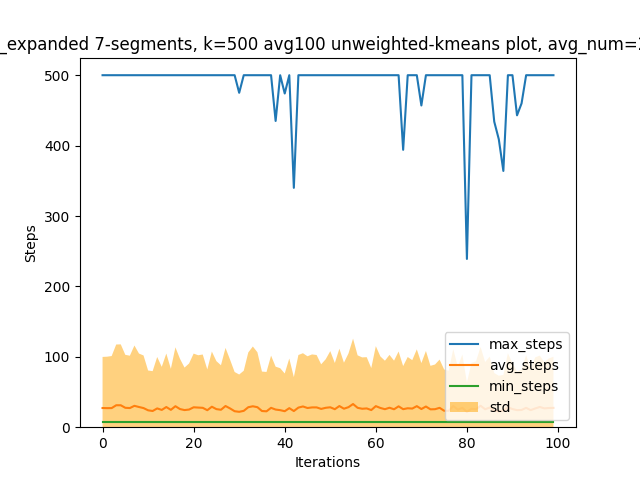 _expanded 7-segments, k=500 avg100 unweighted-kmeans plot, avg_num=
500
400
300
200
100
0
Steps
0 20 40 60 80 100
Iterations
max_steps
avg_steps
min_steps
std